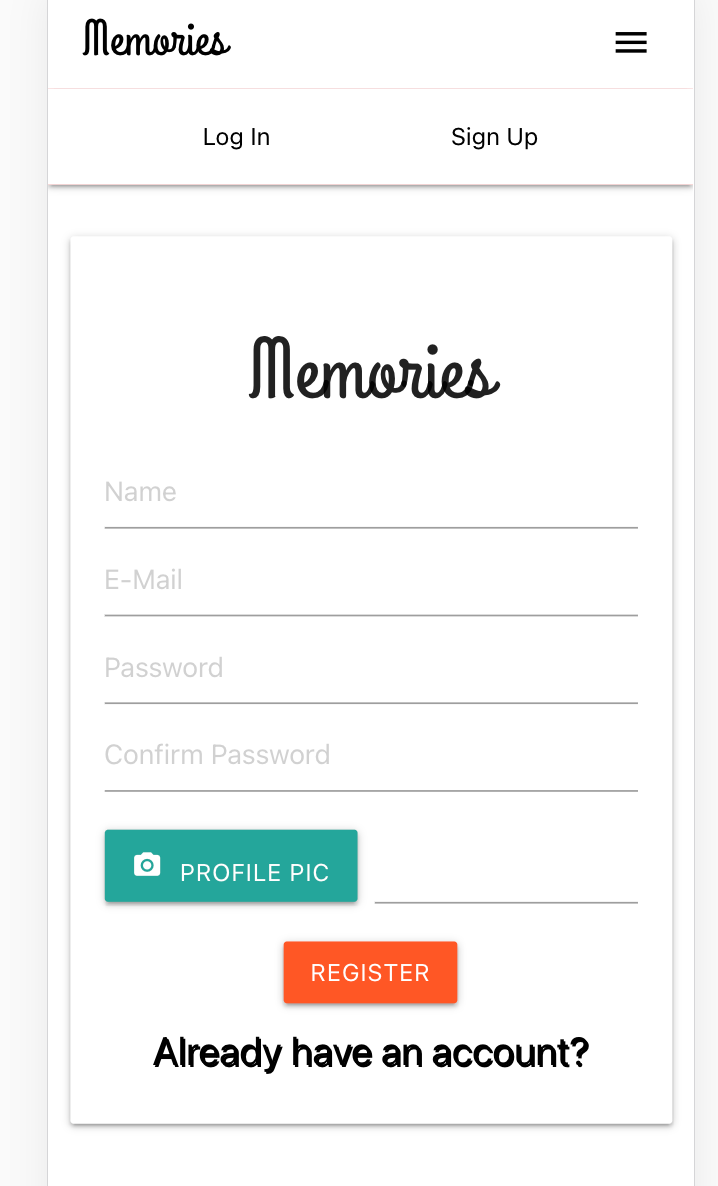 Memories
Log In Sign Up
Memories
Name
E-Mail
Password
Confirm Password
PROFILE PIC
REGISTER
Already have an account?